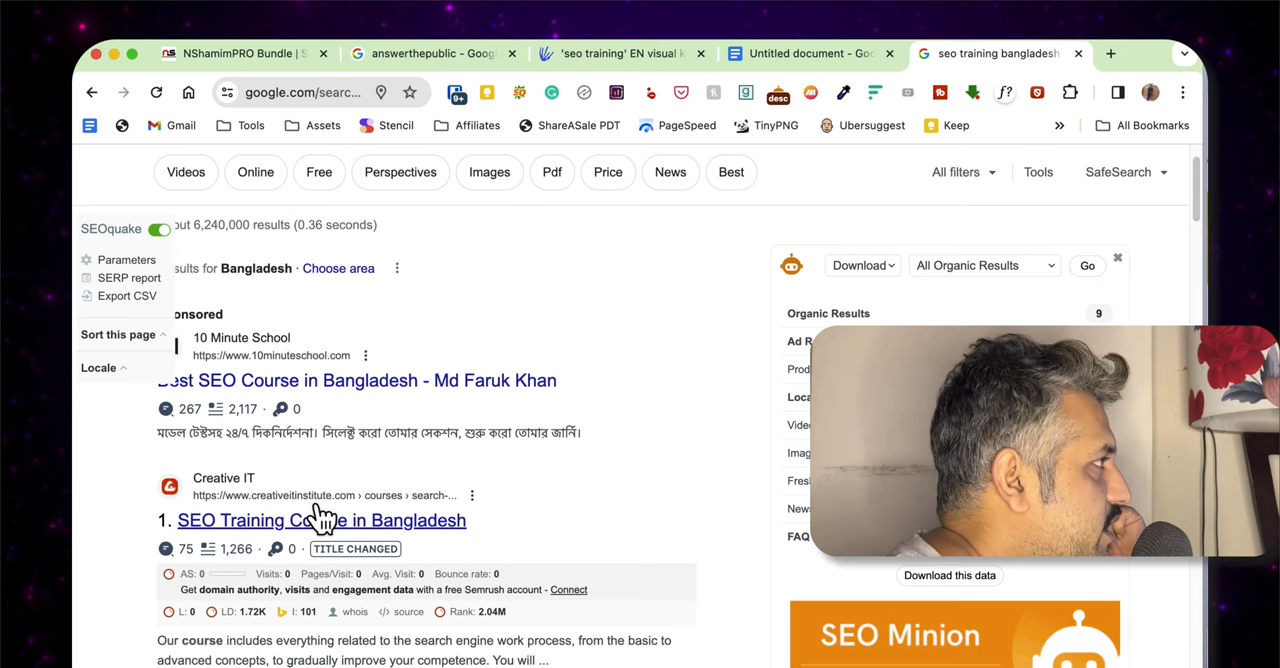 NShamimPRO Bundle | S
answerthepublic - Goog
'seo training' EN visual k
Untitled document - Goo
seo training bangladesh
google.com/searc...
9+
desc
f?
Gmail
Tools
Assets
Stencil
Affiliates
ShareASale PDT
PageSpeed
TinyPNG
Ubersuggest
Keep
All Bookmarks
Videos
Online
Free
Perspectives
Images
Pdf
Price
News
Best
All filters
Tools
SafeSearch
SEOquake
out 6,240,000 results (0.36 seconds)
Parameters
SERP report
Export CSV
Sort this page
Locale
sults for Bangladesh · Choose area
onsored
10 Minute School
https://www.10minuteschool.com
Best SEO Course in Bangladesh - Md Faruk Khan
267 2,117 · 0
মডেল টেস্টসহ ২৪/৭ দিকনির্দেশনা। সিলেক্ট করো তোমার সেকশন, শুরু করো তোমার জার্নি।
Creative IT
https://www.creativeitinstitute.com › courses › search-...
1. SEO Training Course in Bangladesh
75 1,266 · 0 · TITLE CHANGED
AS: 0 Visits: 0 Pages/Visit: 0 Avg. Visit: 0 Bounce rate: 0
Get domain authority, visits and engagement data with a free Semrush account - Connect
L: 0 LD: 1.72K I: 101 whois source Rank: 2.04M
Our course includes everything related to the search engine work process, from the basic to
advanced concepts, to gradually improve your competence. You will ...
Download
All Organic Results
Go
Organic Results 9
Ad R
Prod
Loca
Vide
Imag
Fres
New
FAQ
Download this data
SEO Minion